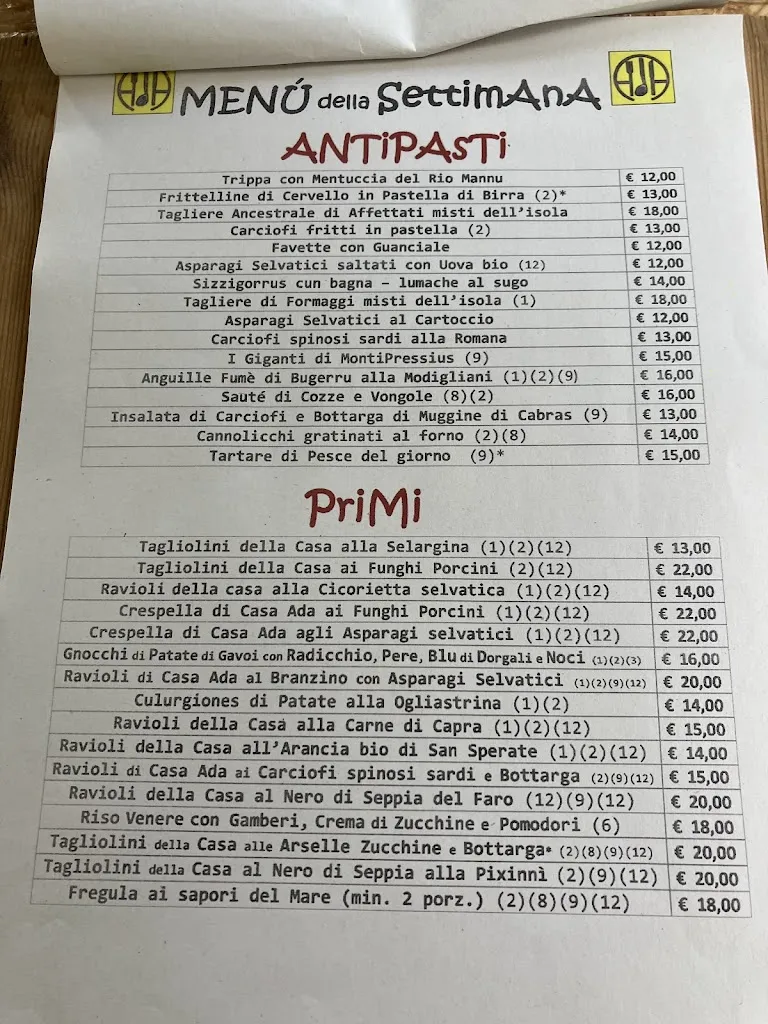 MENÚ della SettimAnA
ANTiPAsTi
Trippa con Mentuccia del Rio Mannu € 12,00
Frittelline di Cervello in Pastella di Birra (2)* € 13,00
Tagliere Ancestrale di Affettati misti dell'isola € 18,00
Carciofi fritti in pastella (2) € 13,00
Favette con Guanciale € 12,00
Asparagi Selvatici saltati con Uova bio (12) € 12,00
Sizzigorrus cun bagna – lumache al sugo € 14,00
Tagliere di Formaggi misti dell'isola (1) € 18,00
Asparagi Selvatici al Cartoccio € 12,00
Carciofi spinosi sardi alla Romana € 13,00
I Giganti di MontiPressius (9) € 15,00
Anguille Fumè di Bugerru alla Modigliani (1)(2)(9) € 16,00
Sauté di Cozze e Vongole (8)(2) € 16,00
Insalata di Carciofi e Bottarga di Muggine di Cabras (9) € 13,00
Cannolicchi gratinati al forno (2)(8) € 14,00
Tartare di Pesce del giorno (9)* € 15,00
PriMi
Tagliolini della Casa alla Selargina (1)(2)(12) € 13,00
Tagliolini della Casa ai Funghi Porcini (2)(12) € 22,00
Ravioli della casa alla Cicorietta selvatica (1)(2)(12) € 14,00
Crespella di Casa Ada ai Funghi Porcini (1)(2)(12) € 22,00
Crespella di Casa Ada agli Asparagi selvatici (1)(2)(12) € 22,00
Gnocchi di Patate di Gavoi con Radicchio, Pere, Blu di Dorgali e Noci (1)(2)(3) € 16,00
Ravioli di Casa Ada al Branzino con Asparagi Selvatici (1)(2)(9)(12) € 20,00
Culurgiones di Patate alla Ogliastrina (1)(2) € 14,00
Ravioli della Casa alla Carne di Capra (1)(2)(12) € 15,00
Ravioli della Casa all'Arancia bio di San Sperate (1)(2)(12) € 14,00
Ravioli di Casa Ada ai Carciofi spinosi sardi e Bottarga (2)(9)(12) € 15,00
Ravioli della Casa al Nero di Seppia del Faro (12)(9)(12) € 20,00
Riso Venere con Gamberi, Crema di Zucchine e Pomodori (6) € 18,00
Tagliolini della Casa alle Arselle Zucchine e Bottarga* (2)(8)(9)(12) € 20,00
Tagliolini della Casa al Nero di Seppia alla Pixinnì (2)(9)(12) € 20,00
Fregula ai sapori del Mare (min. 2 porz.) (2)(8)(9)(12) € 18,00